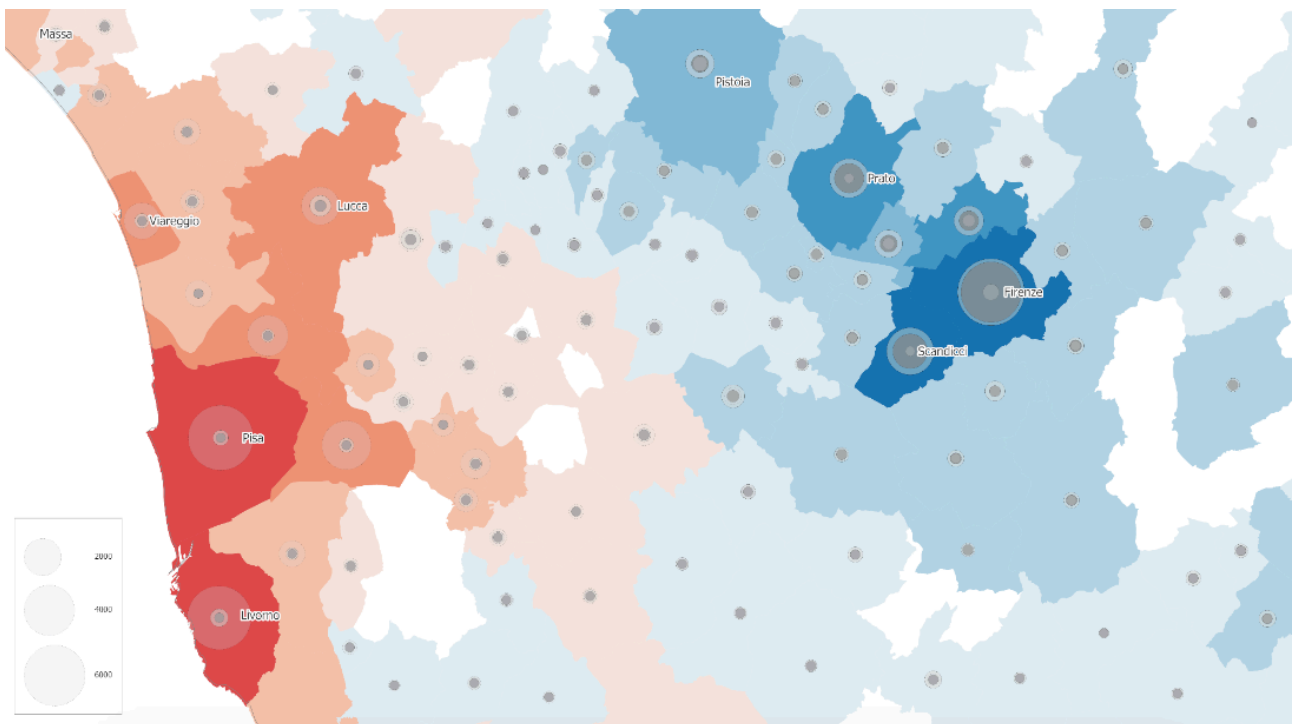 Massa
Pistoia
Prato
Lucca
Viareggio
Firenze
Scandicci
Pisa
2000
4000
Livorno
6000